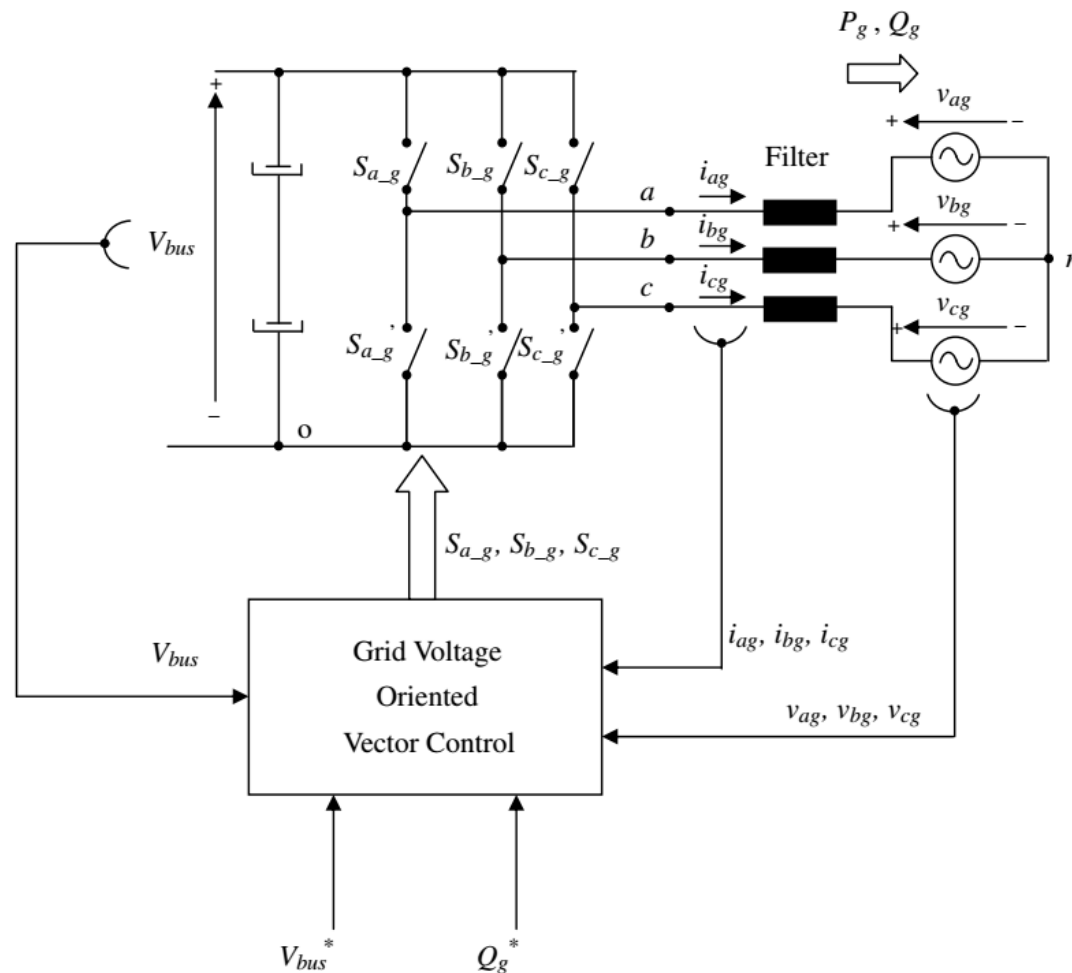 P_g , Q_g
v_ag
+ −
Filter
S_a_g S_b_g S_c_g
a
i_ag
v_bg
+ −
V_bus
+
−
b
i_bg
n
c
i_cg
v_cg
+ −
S_a_g' S_b_g' S_c_g'
o
S_a_g, S_b_g, S_c_g
V_bus
Grid Voltage
Oriented
Vector Control
i_ag, i_bg, i_cg
v_ag, v_bg, v_cg
V_bus*
Q_g*